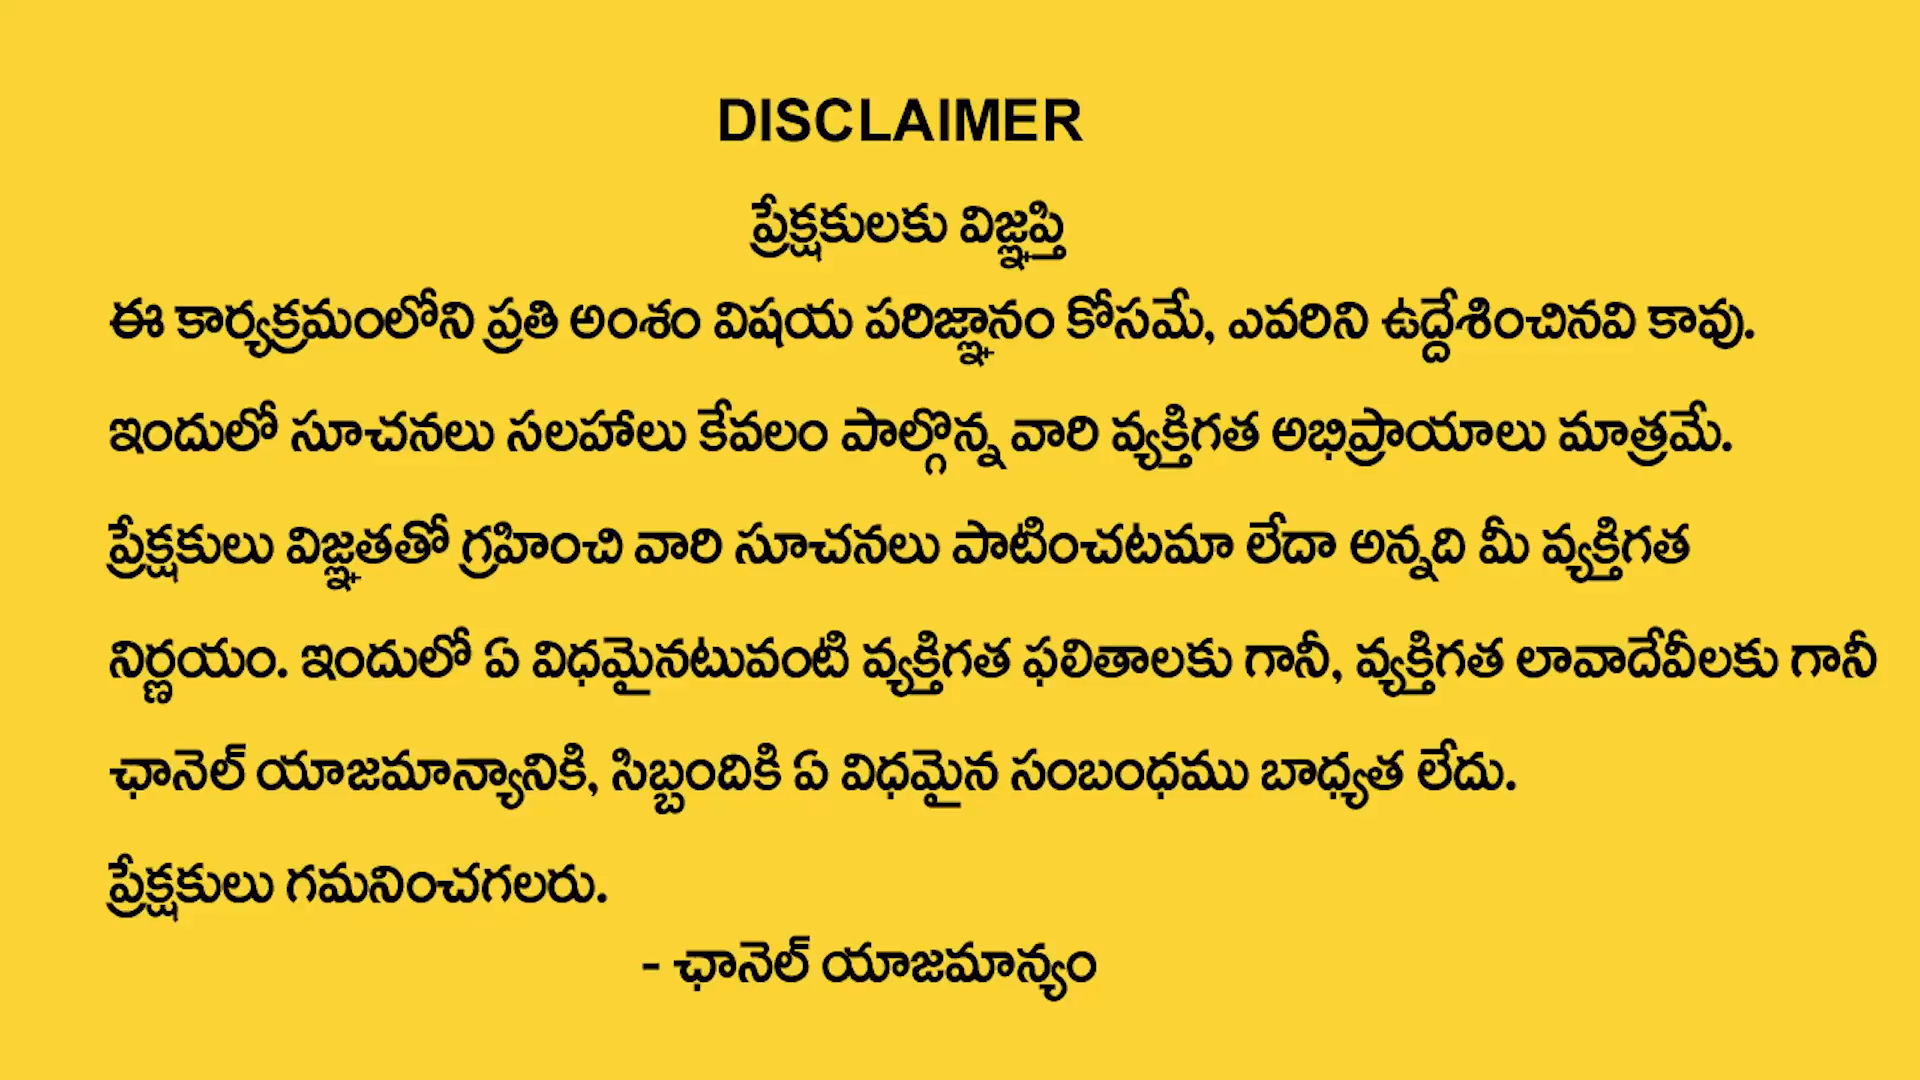 DISCLAIMER
ప్రేక్షకులకు విజ్ఞప్తి
ఈ కార్యక్రమంలోని ప్రతి అంశం విషయ పరిజ్ఞానం కోసమే, ఎవరిని ఉద్దేశించినవి కావు.
ఇందులో సూచనలు సలహాలు కేవలం పాల్గొన్న వారి వ్యక్తిగత అభిప్రాయాలు మాత్రమే.
ప్రేక్షకులు విజ్ఞతతో గ్రహించి వారి సూచనలు పాటించటమా లేదా అన్నది మీ వ్యక్తిగత
నిర్ణయం. ఇందులో ఏ విధమైనటువంటి వ్యక్తిగత ఫలితాలకు గానీ, వ్యక్తిగత లావాదేవీలకు గానీ
ఛానెల్ యాజమాన్యానికి, సిబ్బందికి ఏ విధమైన సంబంధము బాధ్యత లేదు.
ప్రేక్షకులు గమనించగలరు.
- ఛానెల్ యాజమాన్యం